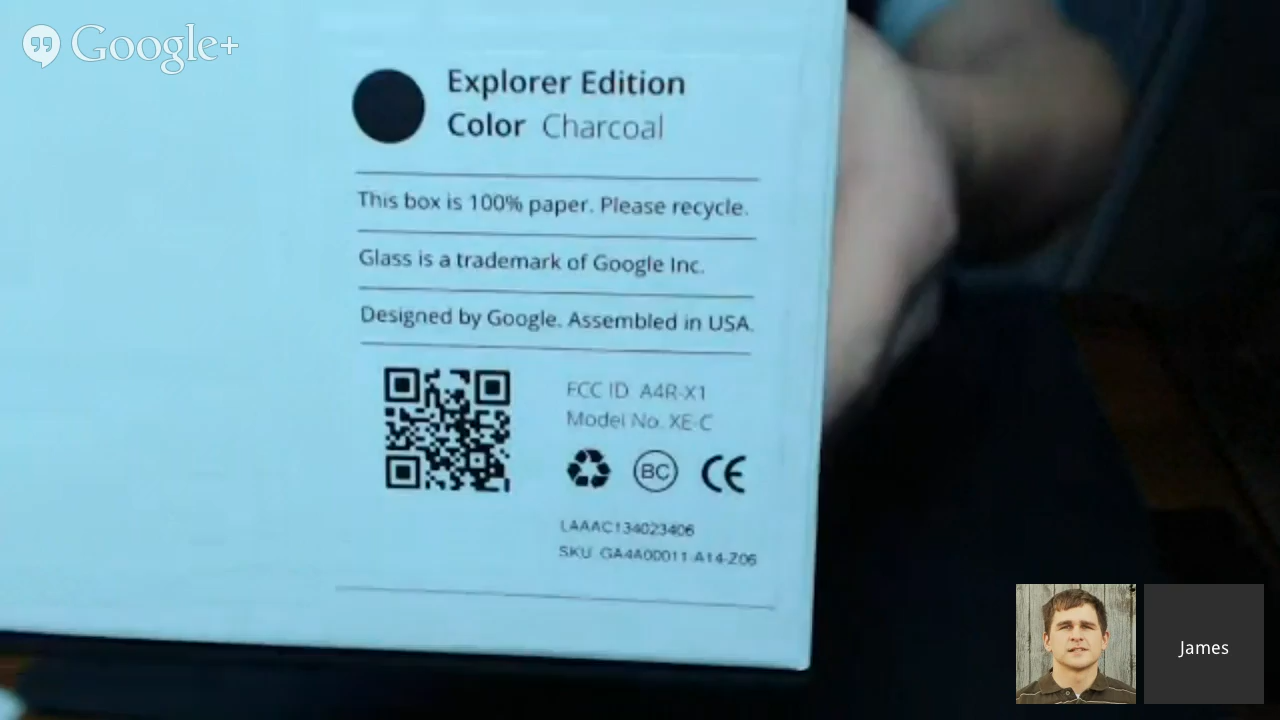 Google+
Explorer Edition
Color Charcoal
This box is 100% paper. Please recycle.
Glass is a trademark of Google Inc.
Designed by Google. Assembled in USA.
FCC ID A4R-X1
Model No. XE-C
BC CE
LAAAC134023406
SKU GA4A00011-A14-Z06
James